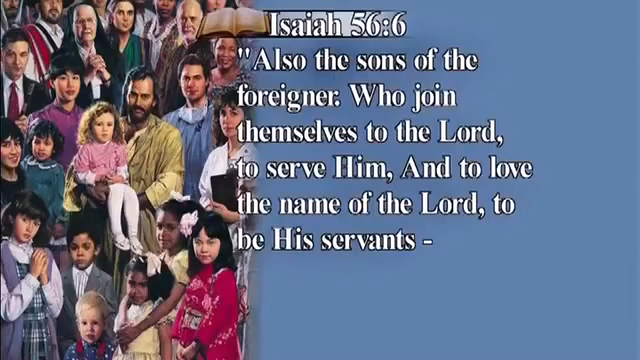 Isaiah 56:6
"Also the sons of the
foreigner. Who join
themselves to the Lord,
to serve Him, And to love
the name of the Lord, to
be His servants -